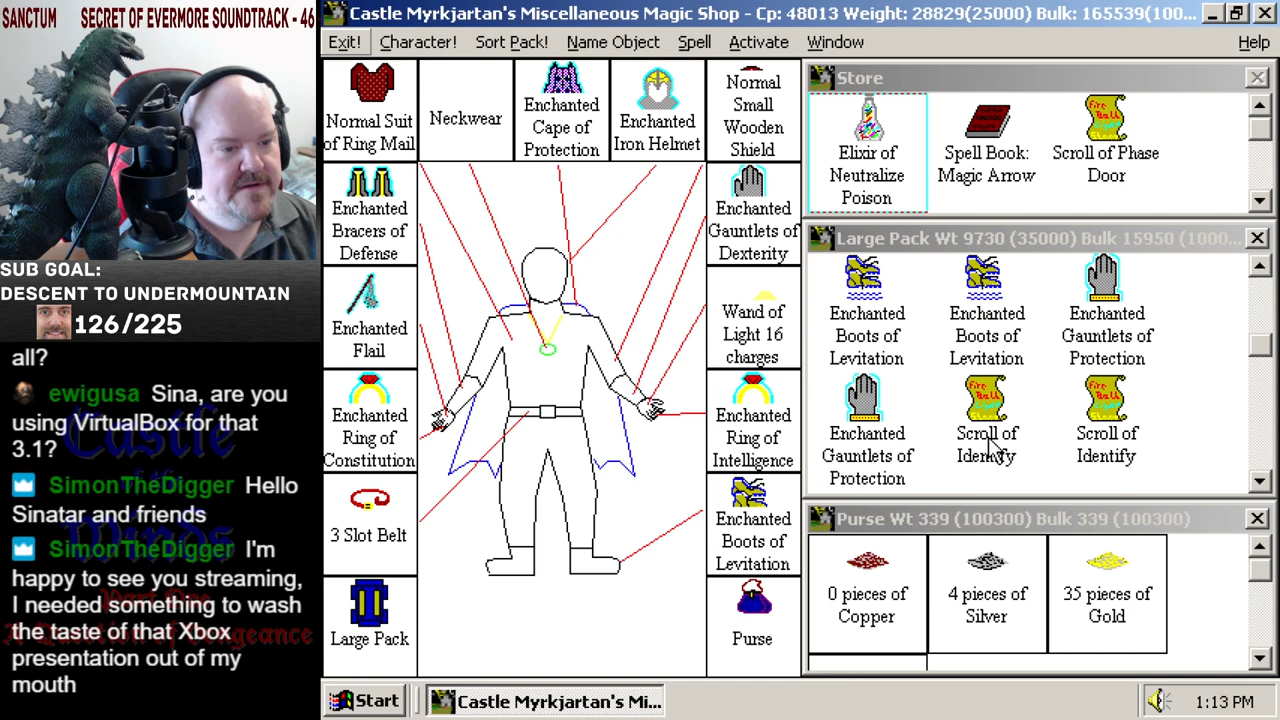 SANCTUM SECRET OF EVERMORE SOUNDTRACK - 46
SUB GOAL:
DESCENT TO UNDERMOUNTAIN
126/225
all?
ewigusa Sina, are you
using VirtualBox for that
3.1?
SimonTheDigger Hello
Sinatar and friends
SimonTheDigger I'm
happy to see you streaming,
I needed something to wash
the taste of that Xbox
presentation out of my
mouth
Castle Myrkjartan's Miscellaneous Magic Shop - Cp: 48013 Weight: 28829(25000) Bulk: 165539(100...
Exit! Character! Sort Pack! Name Object Spell Activate Window Help
Normal Suit
of Ring Mail
Neckwear
Enchanted
Cape of
Protection
Enchanted
Iron Helmet
Normal
Small
Wooden
Shield
Enchanted
Bracers of
Defense
Enchanted
Gauntlets of
Dexterity
Enchanted
Flail
Wand of
Light 16
charges
Enchanted
Ring of
Constitution
Enchanted
Ring of
Intelligence
3 Slot Belt
Enchanted
Boots of
Levitation
Large Pack
Purse
Store
Elixir of
Neutralize
Poison
Spell Book:
Magic Arrow
Scroll of Phase
Door
Large Pack Wt 9730 (35000) Bulk 15950 (1000...
Enchanted
Boots of
Levitation
Enchanted
Boots of
Levitation
Enchanted
Gauntlets of
Protection
Enchanted
Gauntlets of
Protection
Scroll of
Identify
Scroll of
Identify
Purse Wt 339 (100300) Bulk 339 (100300)
0 pieces of
Copper
4 pieces of
Silver
35 pieces of
Gold
Start
Castle Myrkjartan's Mi...
1:13 PM